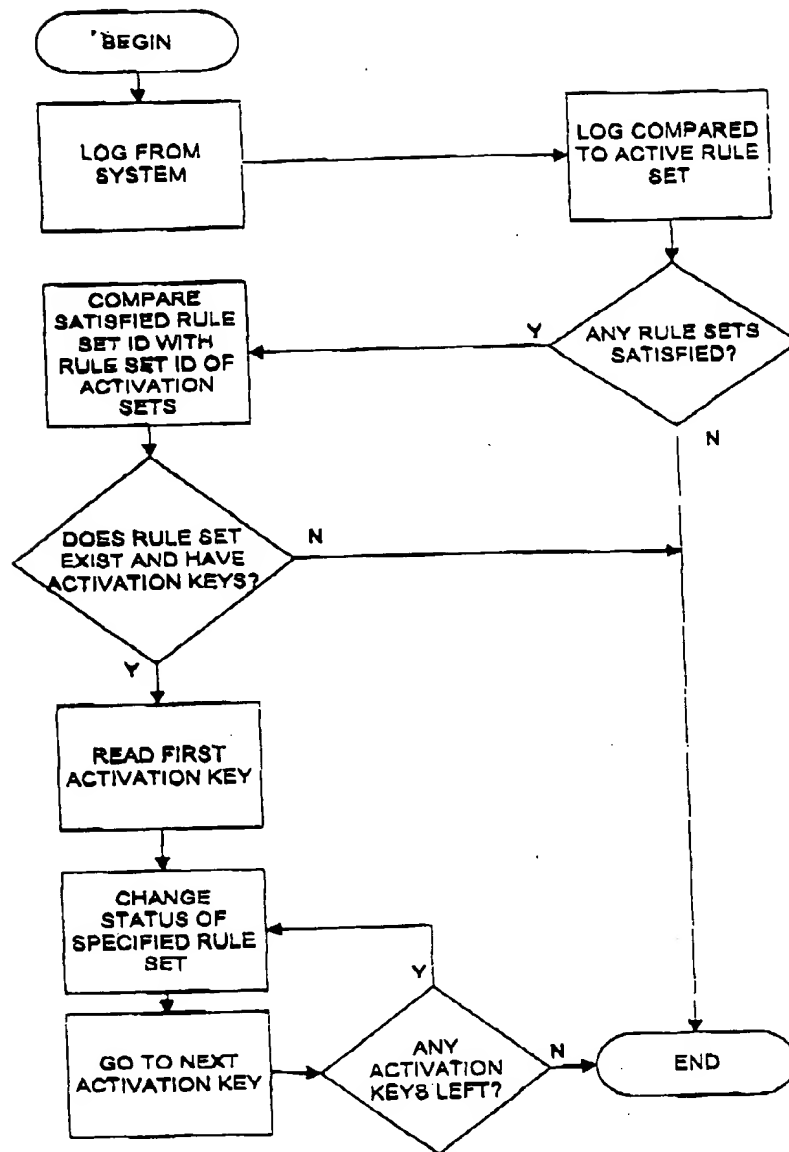 BEGIN
LOG FROM
SYSTEM
LOG COMPARED
TO ACTIVE RULE
SET
ANY RULE SETS
SATISFIED?
Y
N
COMPARE
SATISFIED RULE
SET ID WITH
RULE SET ID OF
ACTIVATION
SETS
DOES RULE SET
EXIST AND HAVE
ACTIVATION KEYS?
N
Y
READ FIRST
ACTIVATION KEY
CHANGE
STATUS OF
SPECIFIED RULE
SET
GO TO NEXT
ACTIVATION KEY
Y
ANY
ACTIVATION
KEYS LEFT?
N
END